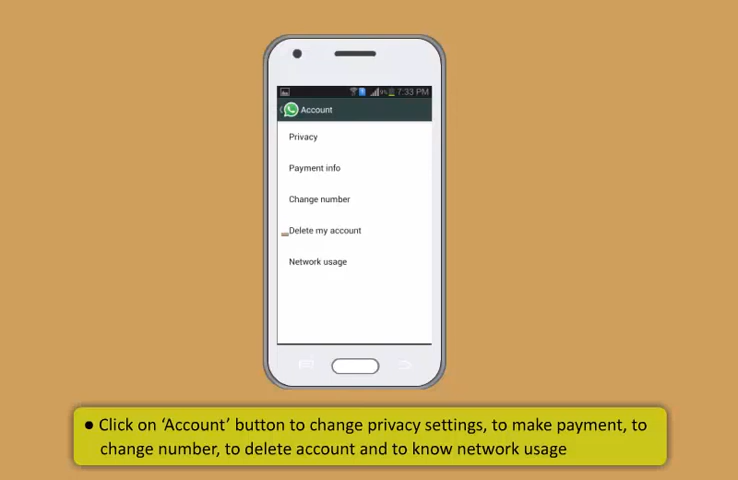 9% 7:33 PM
Account
Privacy
Payment info
Change number
Delete my account
Network usage
● Click on ‘Account’ button to change privacy settings, to make payment, to
change number, to delete account and to know network usage